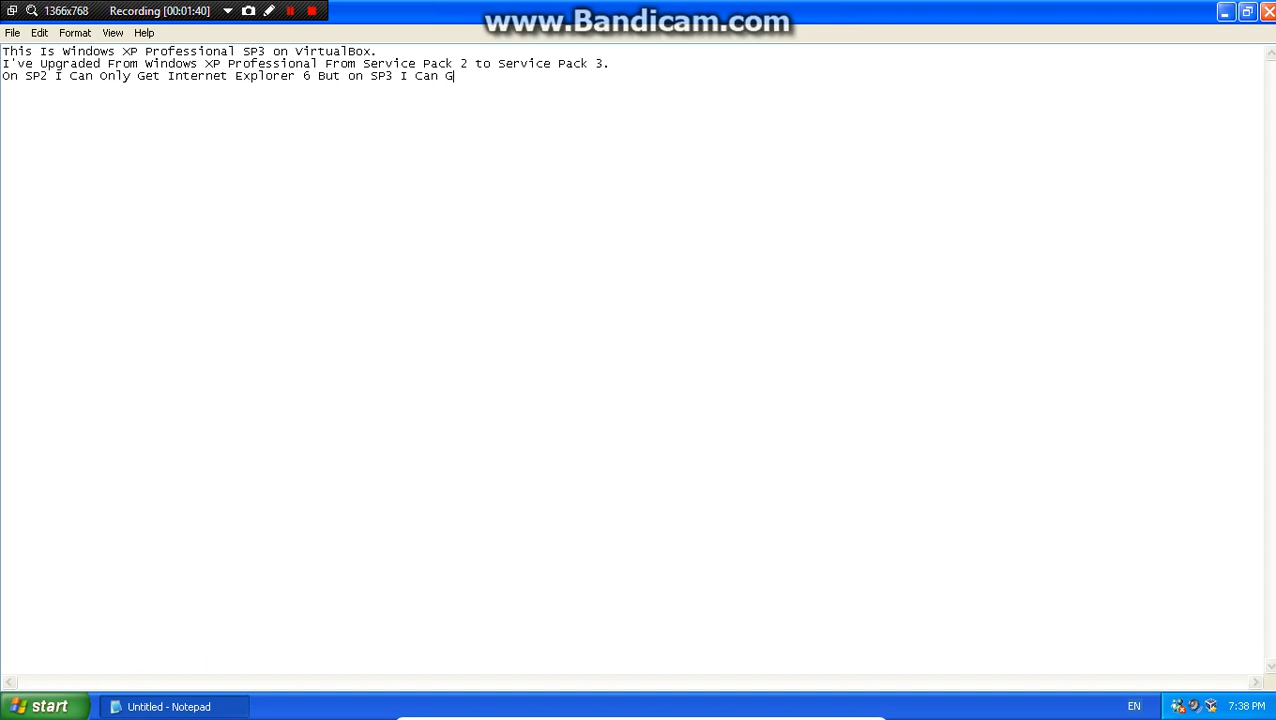 1366x768 Recording [00:01:40]
www.Bandicam.com
File Edit Format View Help
This Is Windows XP Professional SP3 on VirtualBox.
I've Upgraded From Windows XP Professional From Service Pack 2 to Service Pack 3.
On SP2 I Can Only Get Internet Explorer 6 But on SP3 I Can G
start Untitled - Notepad EN 7:38 PM